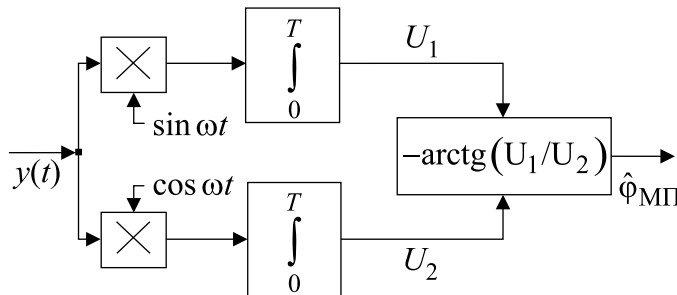 T
∫
0
U₁
sin ωt
y(t)
–arctg(U₁/U₂)
φ̂МП
cos ωt
T
∫
0
U₂